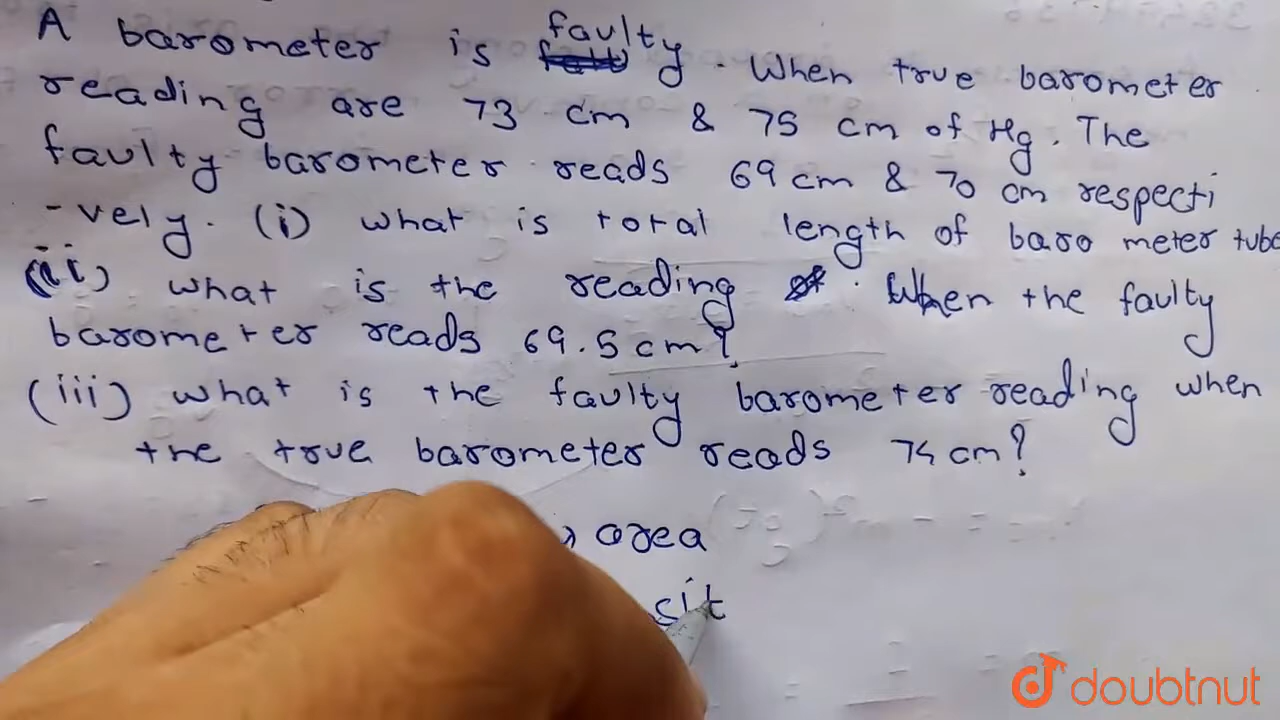 A barometer is faulty. When true barometer
reading are 73 cm & 75 cm of Hg. The
faulty barometer reads 69 cm & 70 cm respecti
-vely. (i) what is total length of baro meter tube
(ii) what is the reading . When the faulty
barometer reads 69.5 cm?
(iii) what is the faulty barometer reading when
the true barometer reads 74 cm?
area
sit
doubtnut